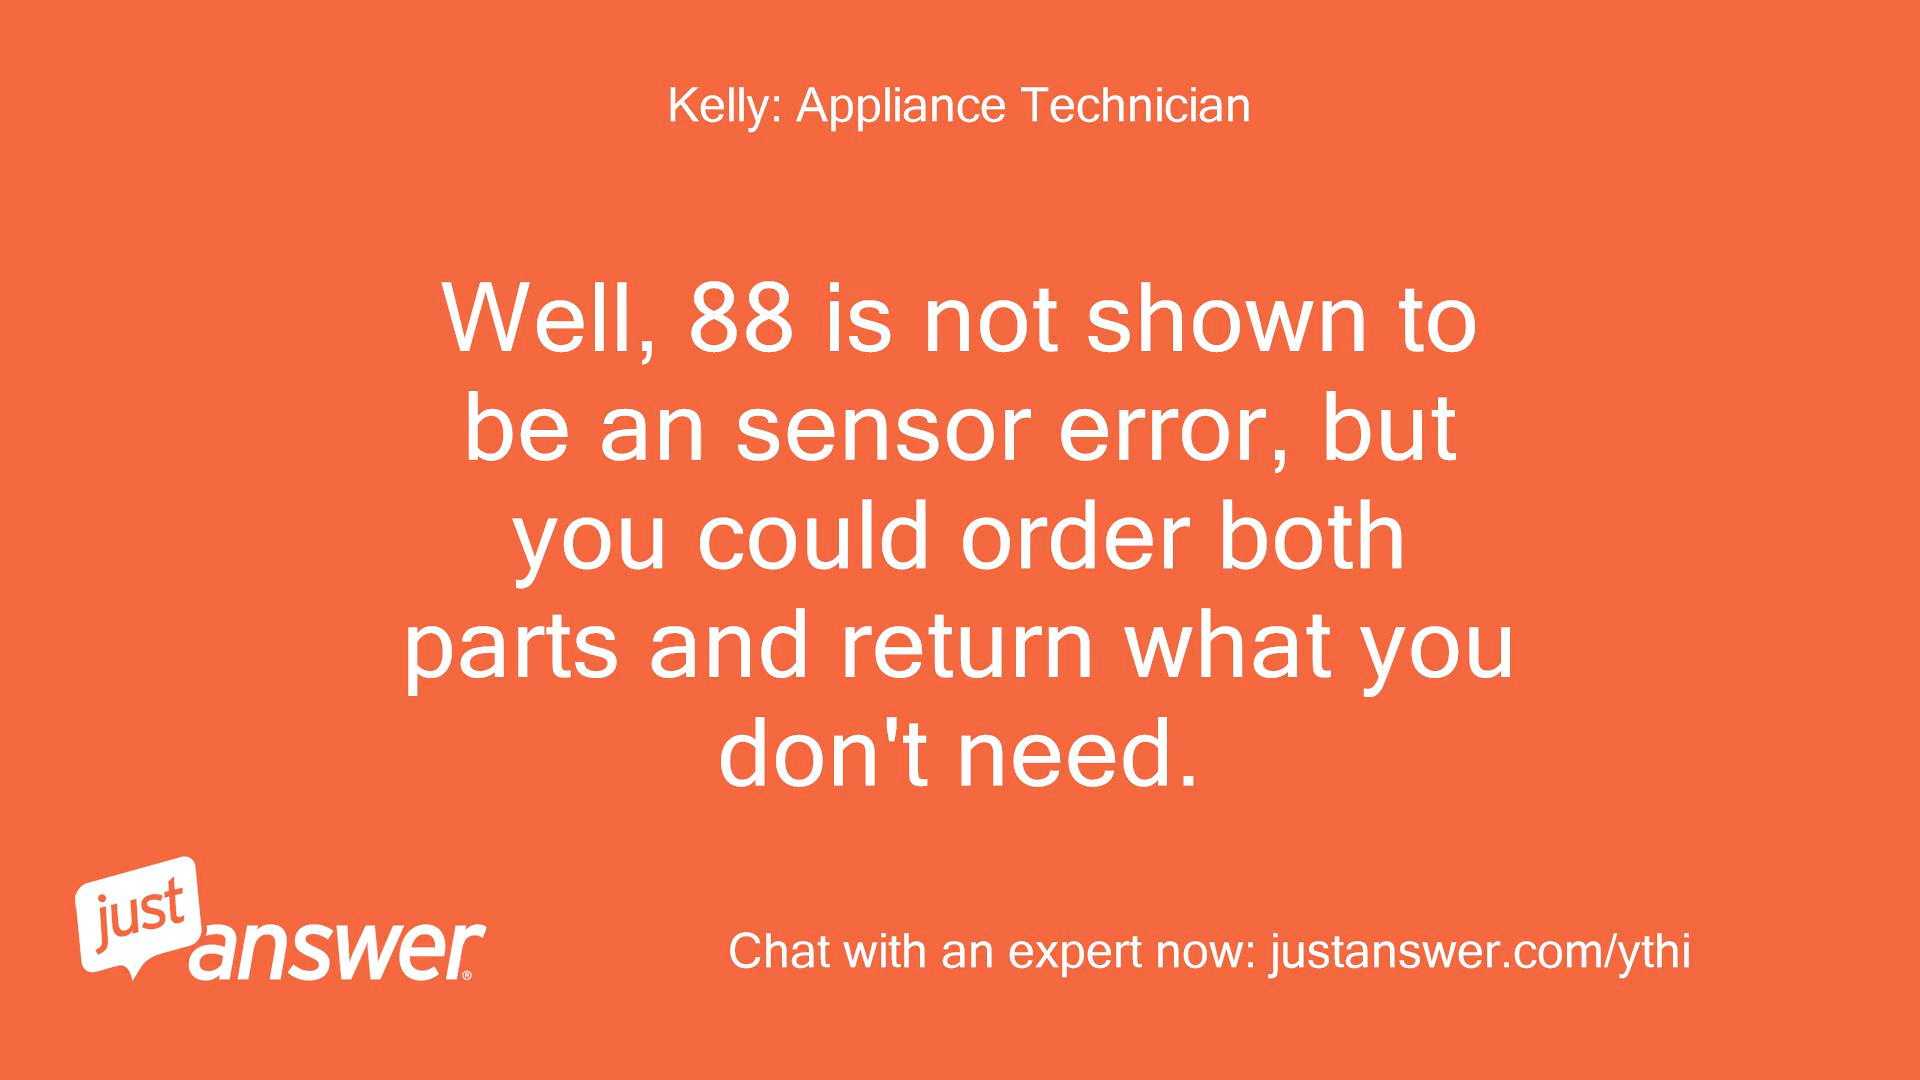 Kelly: Appliance Technician
Well, 88 is not shown to
be an sensor error, but
you could order both
parts and return what you
don't need.
just
answer®
Chat with an expert now: justanswer.com/ythi